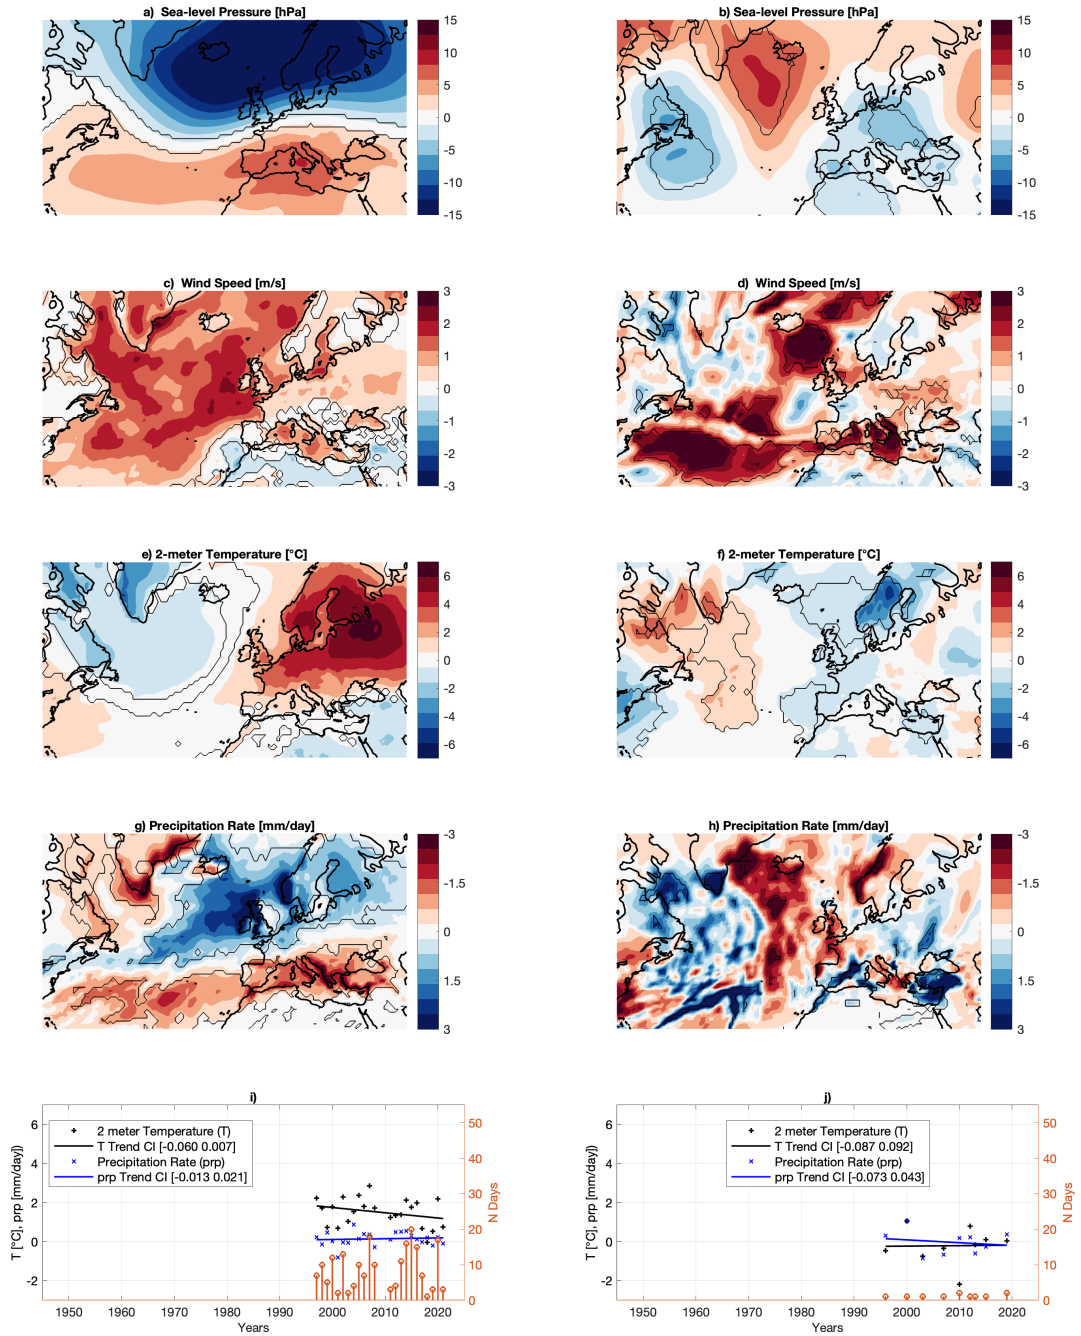 a)  Sea-level Pressure [hPa]
15
10
5
0
-5
-10
-15
b) Sea-level Pressure [hPa]
15
10
5
0
-5
-10
-15
c)  Wind Speed [m/s]
3
2
1
0
-1
-2
-3
d)  Wind Speed [m/s]
3
2
1
0
-1
-2
-3
e) 2-meter Temperature [°C]
6
4
2
0
-2
-4
-6
f) 2-meter Temperature [°C]
6
4
2
0
-2
-4
-6
g) Precipitation Rate [mm/day]
-3
-1.5
0
1.5
3
h) Precipitation Rate [mm/day]
-3
-1.5
0
1.5
3
i)
T [°C], prp [mm/day]
6
4
2
0
-2
2 meter Temperature (T)
T Trend CI [-0.060 0.007]
Precipitation Rate (prp)
prp Trend CI [-0.013 0.021]
50
40
30
20
10
0
N Days
1950 1960 1970 1980 1990 2000 2010 2020
Years
j)
T [°C], prp [mm/day]
6
4
2
0
-2
2 meter Temperature (T)
T Trend CI [-0.087 0.092]
Precipitation Rate (prp)
prp Trend CI [-0.073 0.043]
50
40
30
20
10
0
N Days
1950 1960 1970 1980 1990 2000 2010 2020
Years